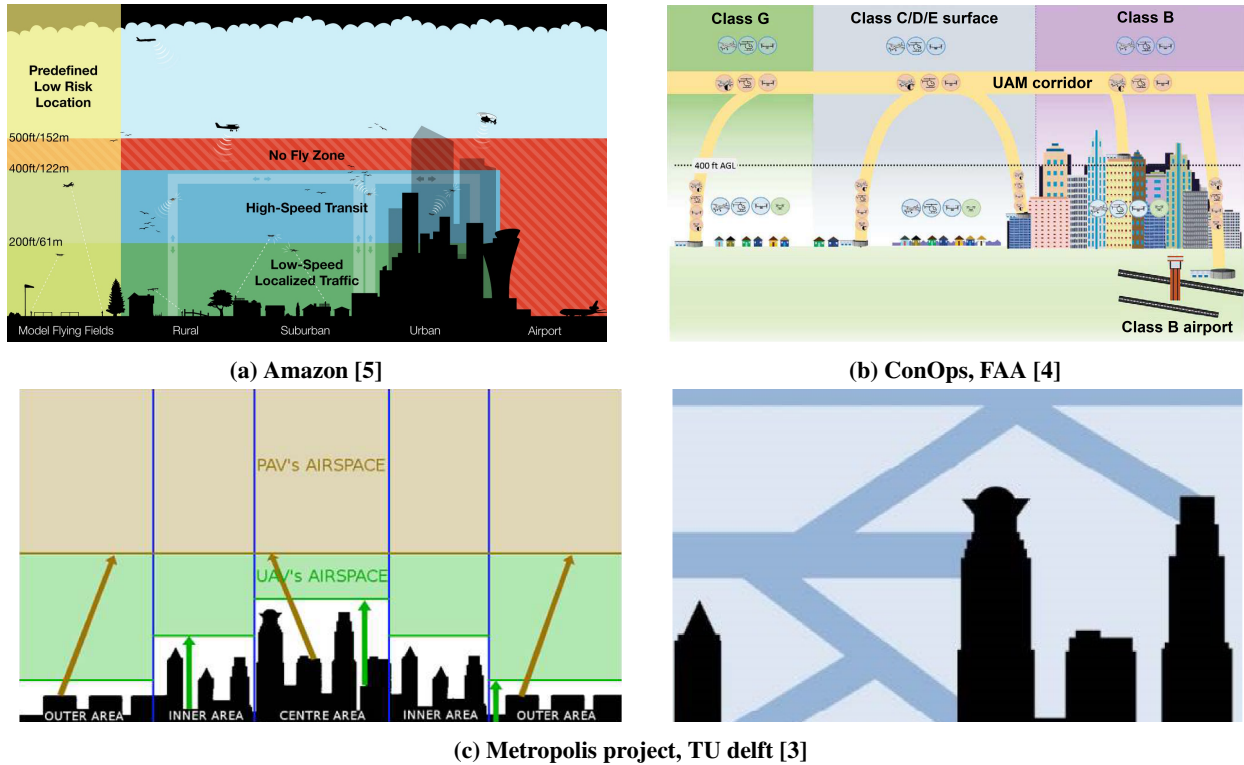 Predefined
Low Risk
Location
500ft/152m
No Fly Zone
400ft/122m
High-Speed Transit
200ft/61m
Low-Speed
Localized Traffic
Model Flying Fields
Rural
Suburban
Urban
Airport
(a) Amazon [5]
Class G
Class C/D/E surface
Class B
UAM corridor
400 ft AGL
Class B airport
(b) ConOps, FAA [4]
PAV's AIRSPACE
UAV's AIRSPACE
OUTER AREA
INNER AREA
CENTRE AREA
INNER AREA
OUTER AREA
(c) Metropolis project, TU delft [3]